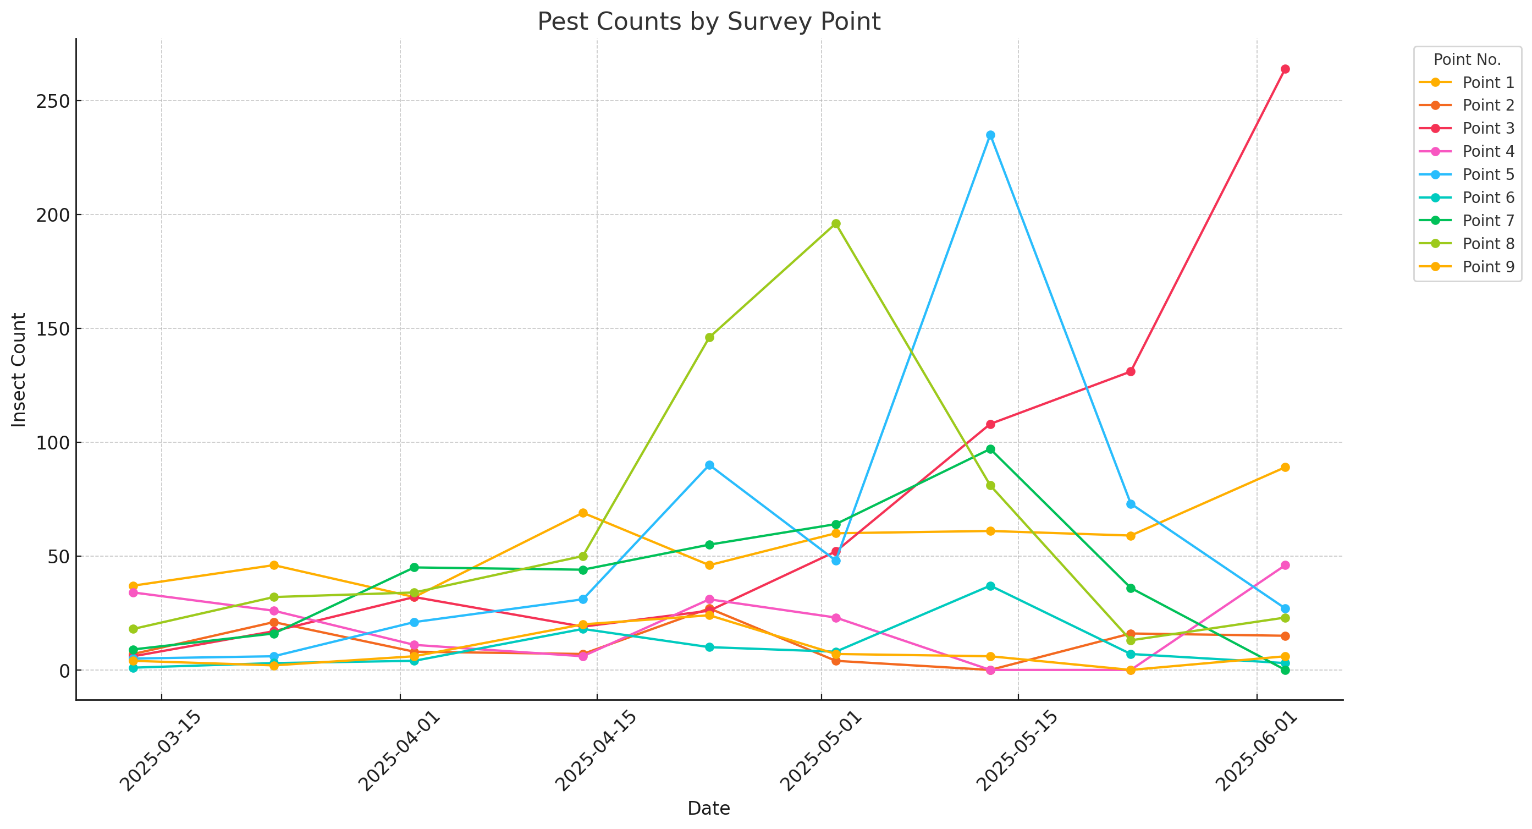 Pest Counts by Survey Point
Insect Count
250
200
150
100
50
0
2025-03-15
2025-04-01
2025-04-15
2025-05-01
2025-05-15
2025-06-01
Date
Point No.
Point 1
Point 2
Point 3
Point 4
Point 5
Point 6
Point 7
Point 8
Point 9